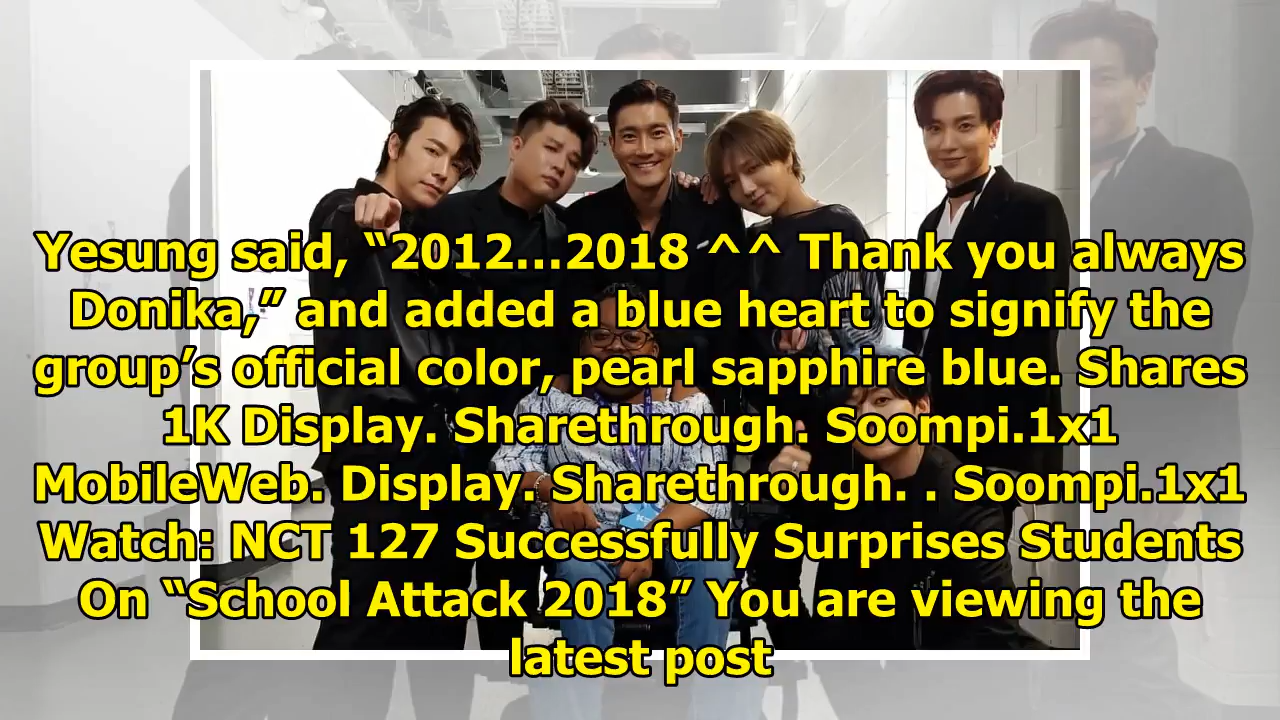 Yesung said, “2012…2018 ^^ Thank you always
Donika,” and added a blue heart to signify the
group’s official color, pearl sapphire blue. Shares
1K Display. Sharethrough. Soompi.1x1
MobileWeb. Display. Sharethrough. . Soompi.1x1
Watch: NCT 127 Successfully Surprises Students
On “School Attack 2018” You are viewing the
latest post